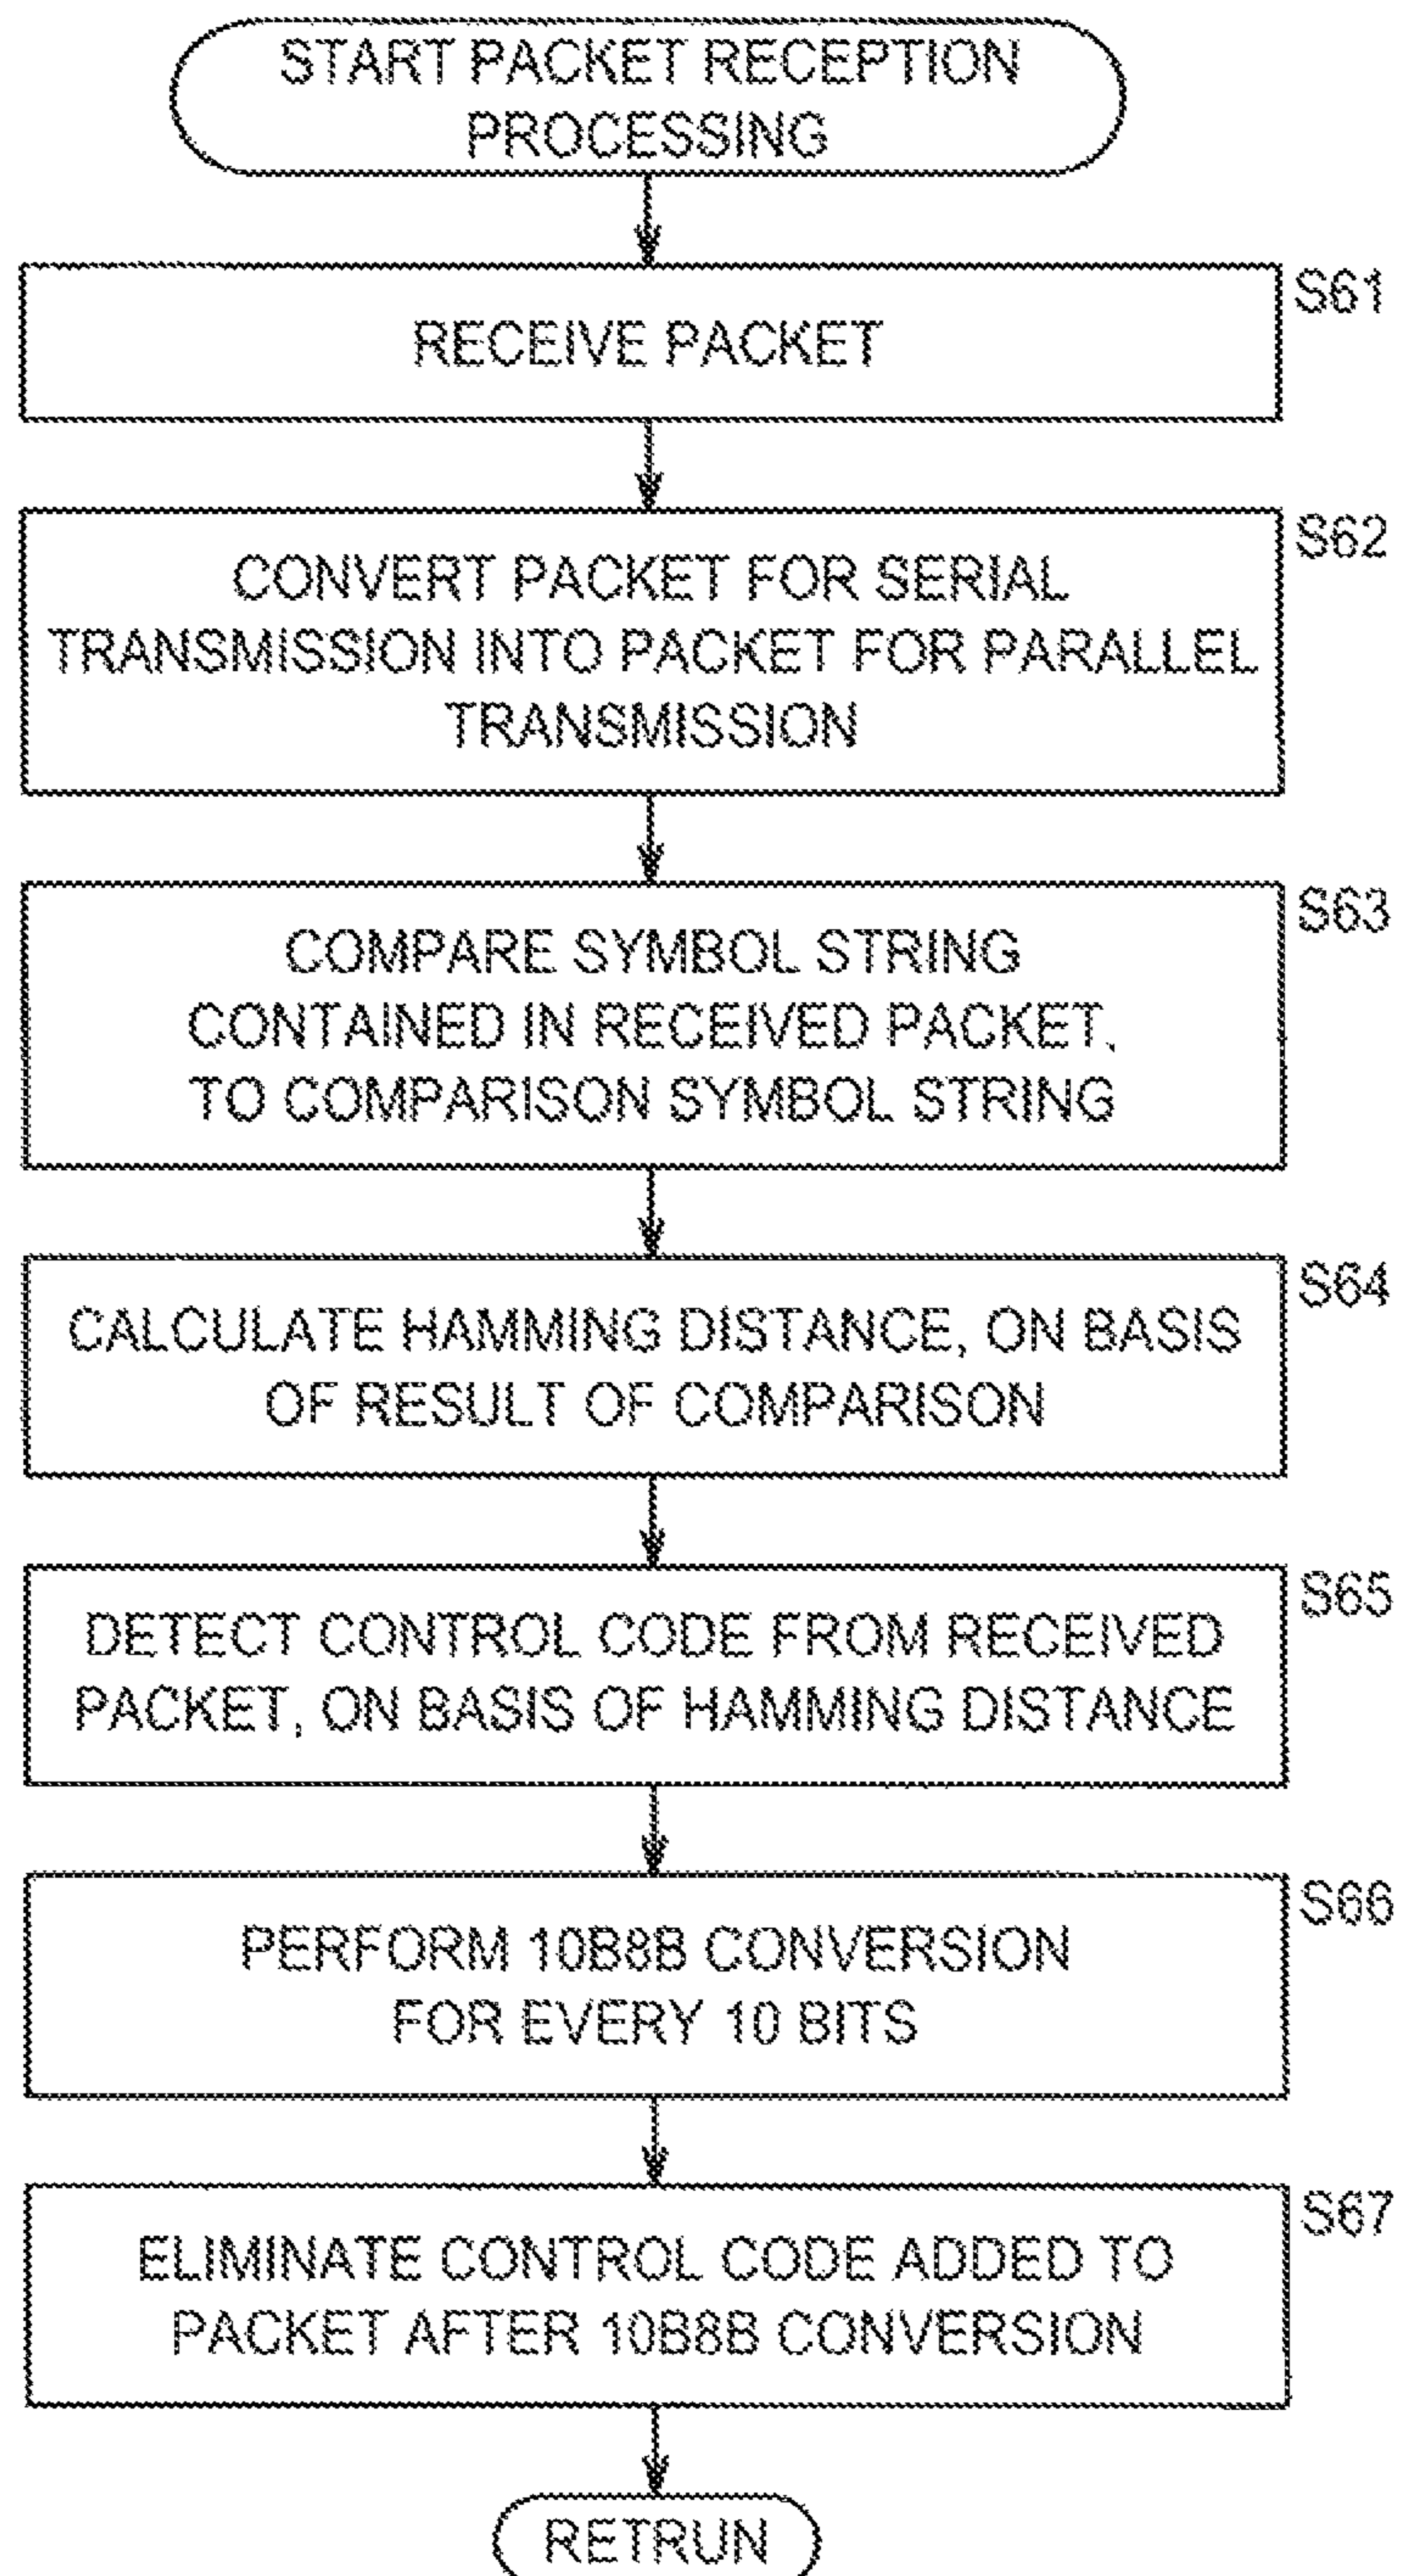 START PACKET RECEPTION
PROCESSING
S61
RECEIVE PACKET
S62
CONVERT PACKET FOR SERIAL
TRANSMISSION INTO PACKET FOR PARALLEL
TRANSMISSION
S63
COMPARE SYMBOL STRING
CONTAINED IN RECEIVED PACKET,
TO COMPARISON SYMBOL STRING
S64
CALCULATE HAMMING DISTANCE, ON BASIS
OF RESULT OF COMPARISON
S65
DETECT CONTROL CODE FROM RECEIVED
PACKET, ON BASIS OF HAMMING DISTANCE
S66
PERFORM 10B8B CONVERSION
FOR EVERY 10 BITS
S67
ELIMINATE CONTROL CODE ADDED TO
PACKET AFTER 10B8B CONVERSION
RETRUN